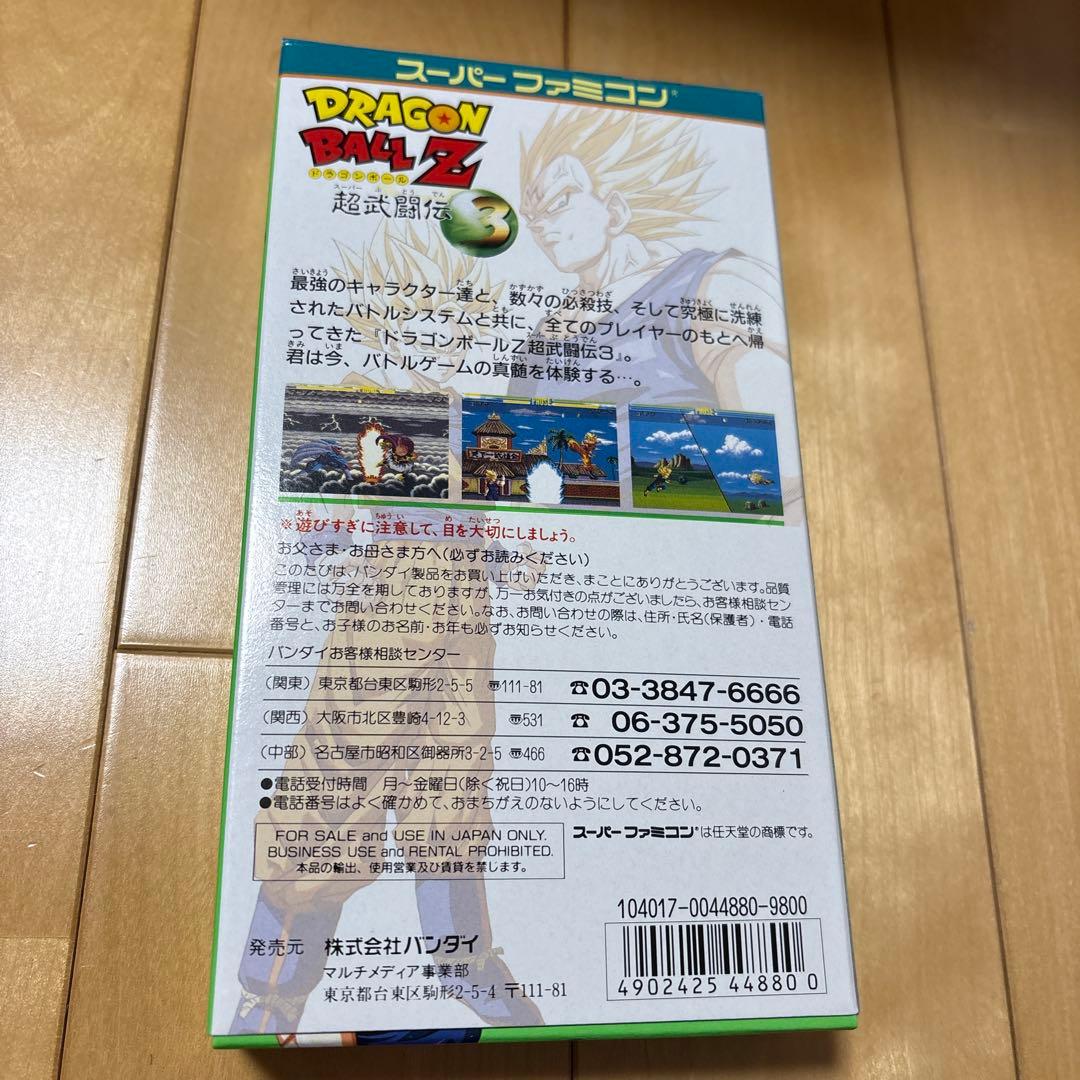 スーパー ファミコン®
DRAGON
BALL Z
ドラゴンボール
スーパー ぶ とう でん
超武闘伝3
さいきょう たち かずかず ひっさつわざ きゅうきょく せんれん
最強のキャラクター達と、数々の必殺技、そして究極に洗練
とも すべ かえ
されたバトルシステムと共に、全てのプレイヤーのもとへ帰
スーパーぶとうでん
ってきた『ドラゴンボールZ超武闘伝3』。
きみ いま しんずい たいけん
君は今、バトルゲームの真髄を体験する…。
あそ ちゅうい め たいせつ
※遊びすぎに注意して、目を大切にしましょう。
お父さま・お母さま方へ(必ずお読みください)
このたびは、バンダイ製品をお買い上げいただき、まことにありがとうございます。品質
管理には万全を期しておりますが、万一お気付きの点がございましたら、お客様相談セン
ターまでお問い合わせください。なお、お問い合わせの際は、住所・氏名(保護者)・電話
番号と、お子様のお名前・お年も必ずお知らせください。
バンダイお客様相談センター
(関東) 東京都台東区駒形2-5-5 〠111-81 ☎03-3847-6666
(関西) 大阪市北区豊崎4-12-3 〠531 ☎06-375-5050
(中部) 名古屋市昭和区御器所3-2-5 〠466 ☎052-872-0371
●電話受付時間 月〜金曜日(除く祝日)10〜16時
●電話番号はよく確かめて、おまちがえのないようにしてください。
FOR SALE and USE IN JAPAN ONLY.
BUSINESS USE and RENTAL PROHIBITED.
本品の輸出、使用営業及び賃貸を禁じます。
スーパー ファミコン®は任天堂の商標です。
104017-0044880-9800
4902425 44880 0
発売元 株式会社バンダイ
マルチメディア事業部
東京都台東区駒形2-5-4 〒111-81